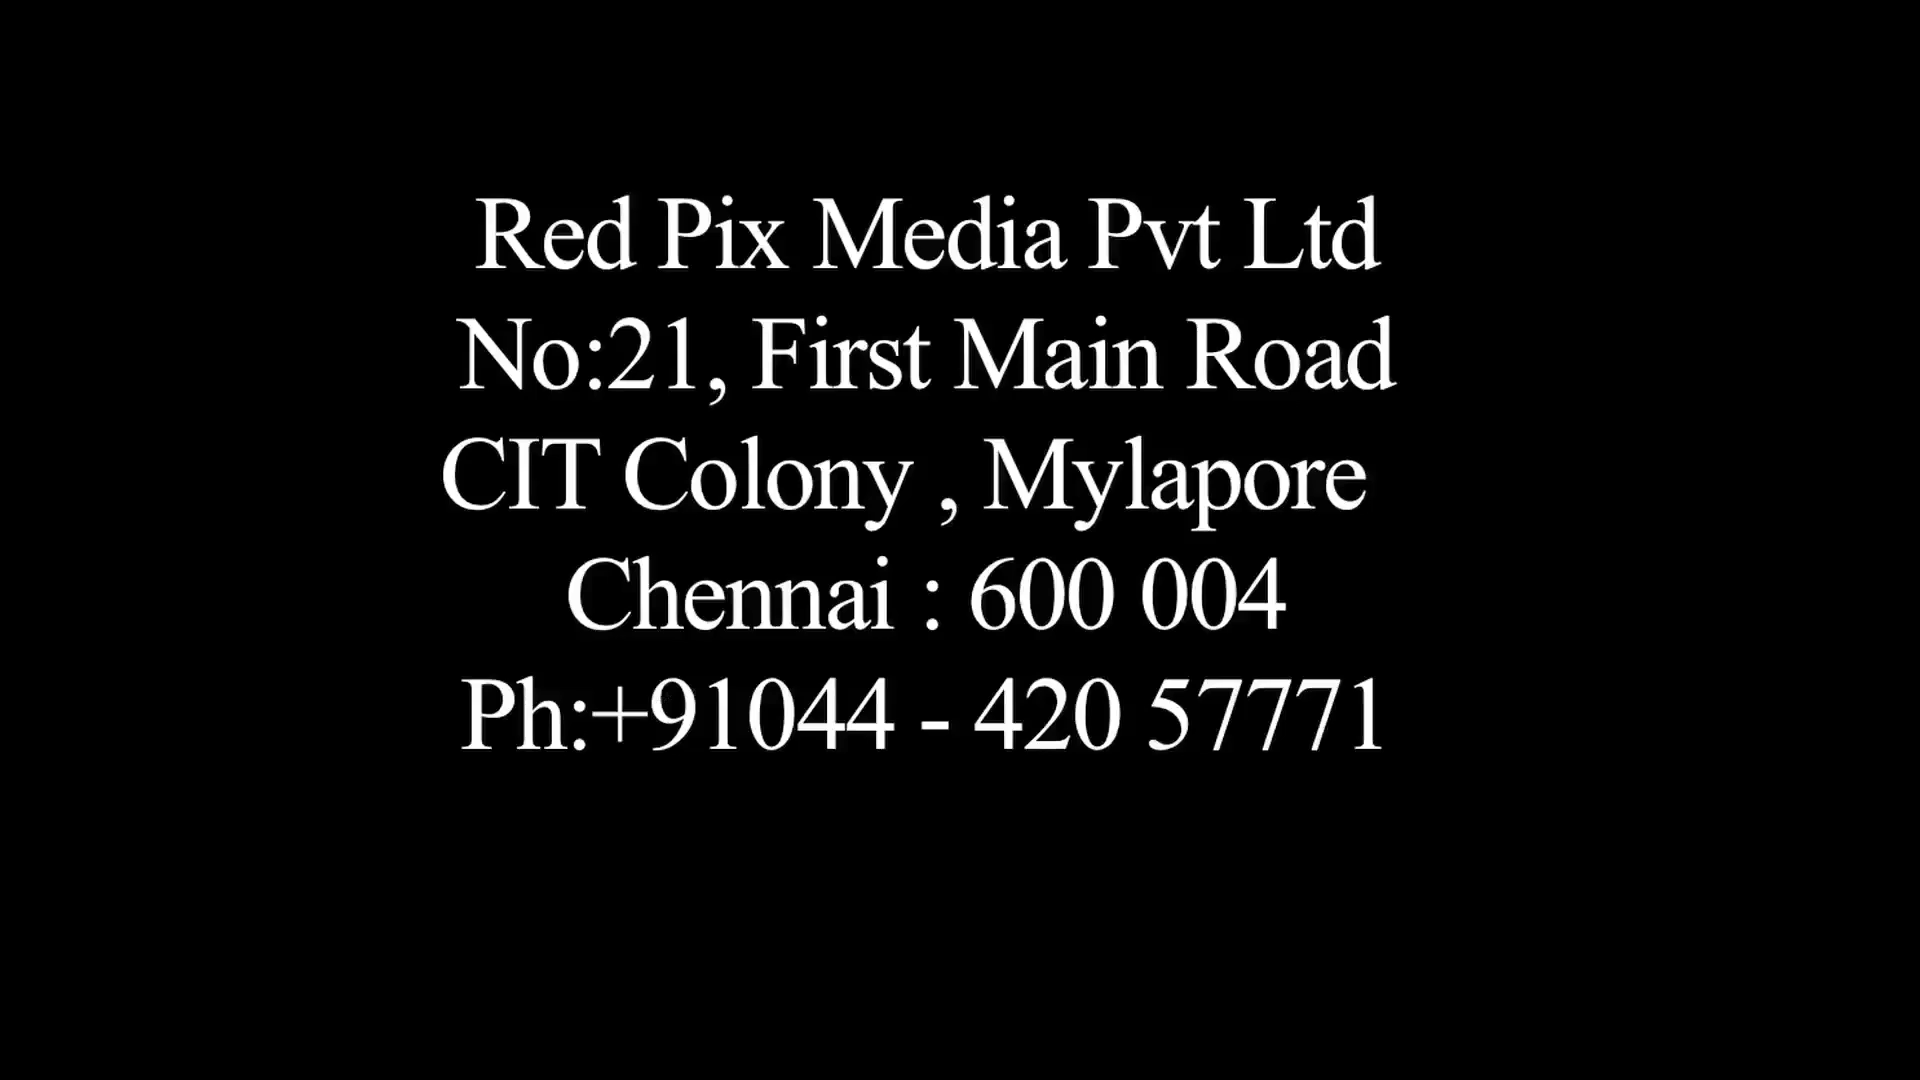 Red Pix Media Pvt Ltd
No:21, First Main Road
CIT Colony , Mylapore
Chennai : 600 004
Ph:+91044 - 420 57771